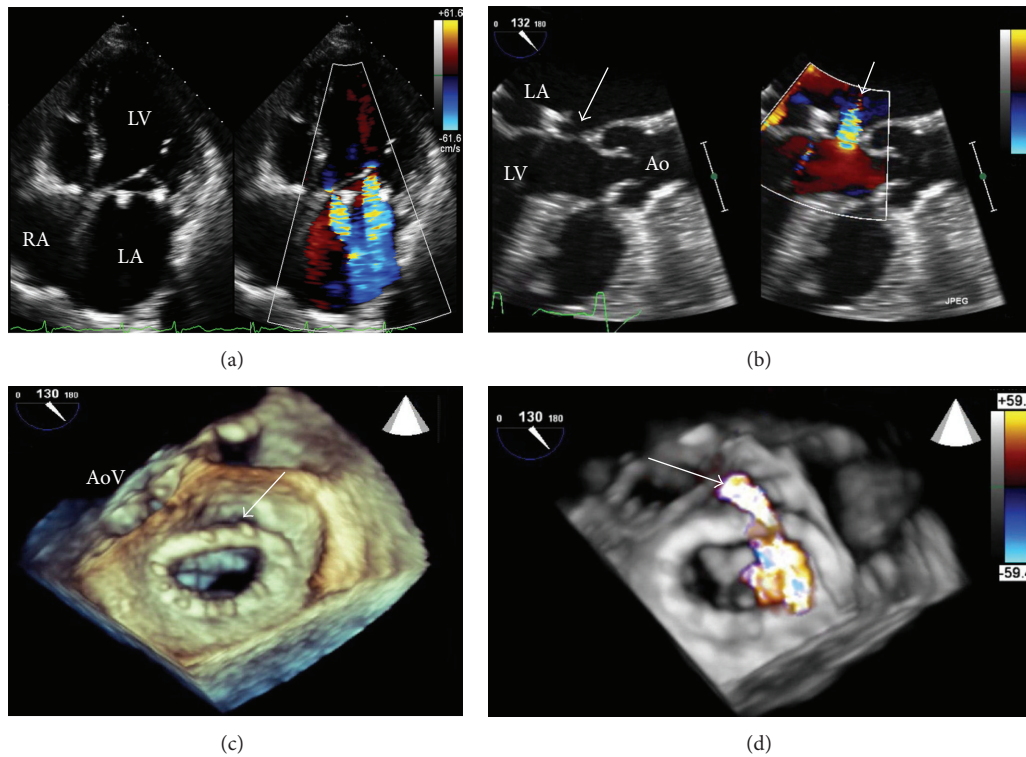 +61.6
-61.6
cm/s
LV
RA
LA
(a)
0 132 180
LA
LV
Ao
JPEG
(b)
0 130 180
AoV
(c)
0 130 180
+59.
-59.4
(d)